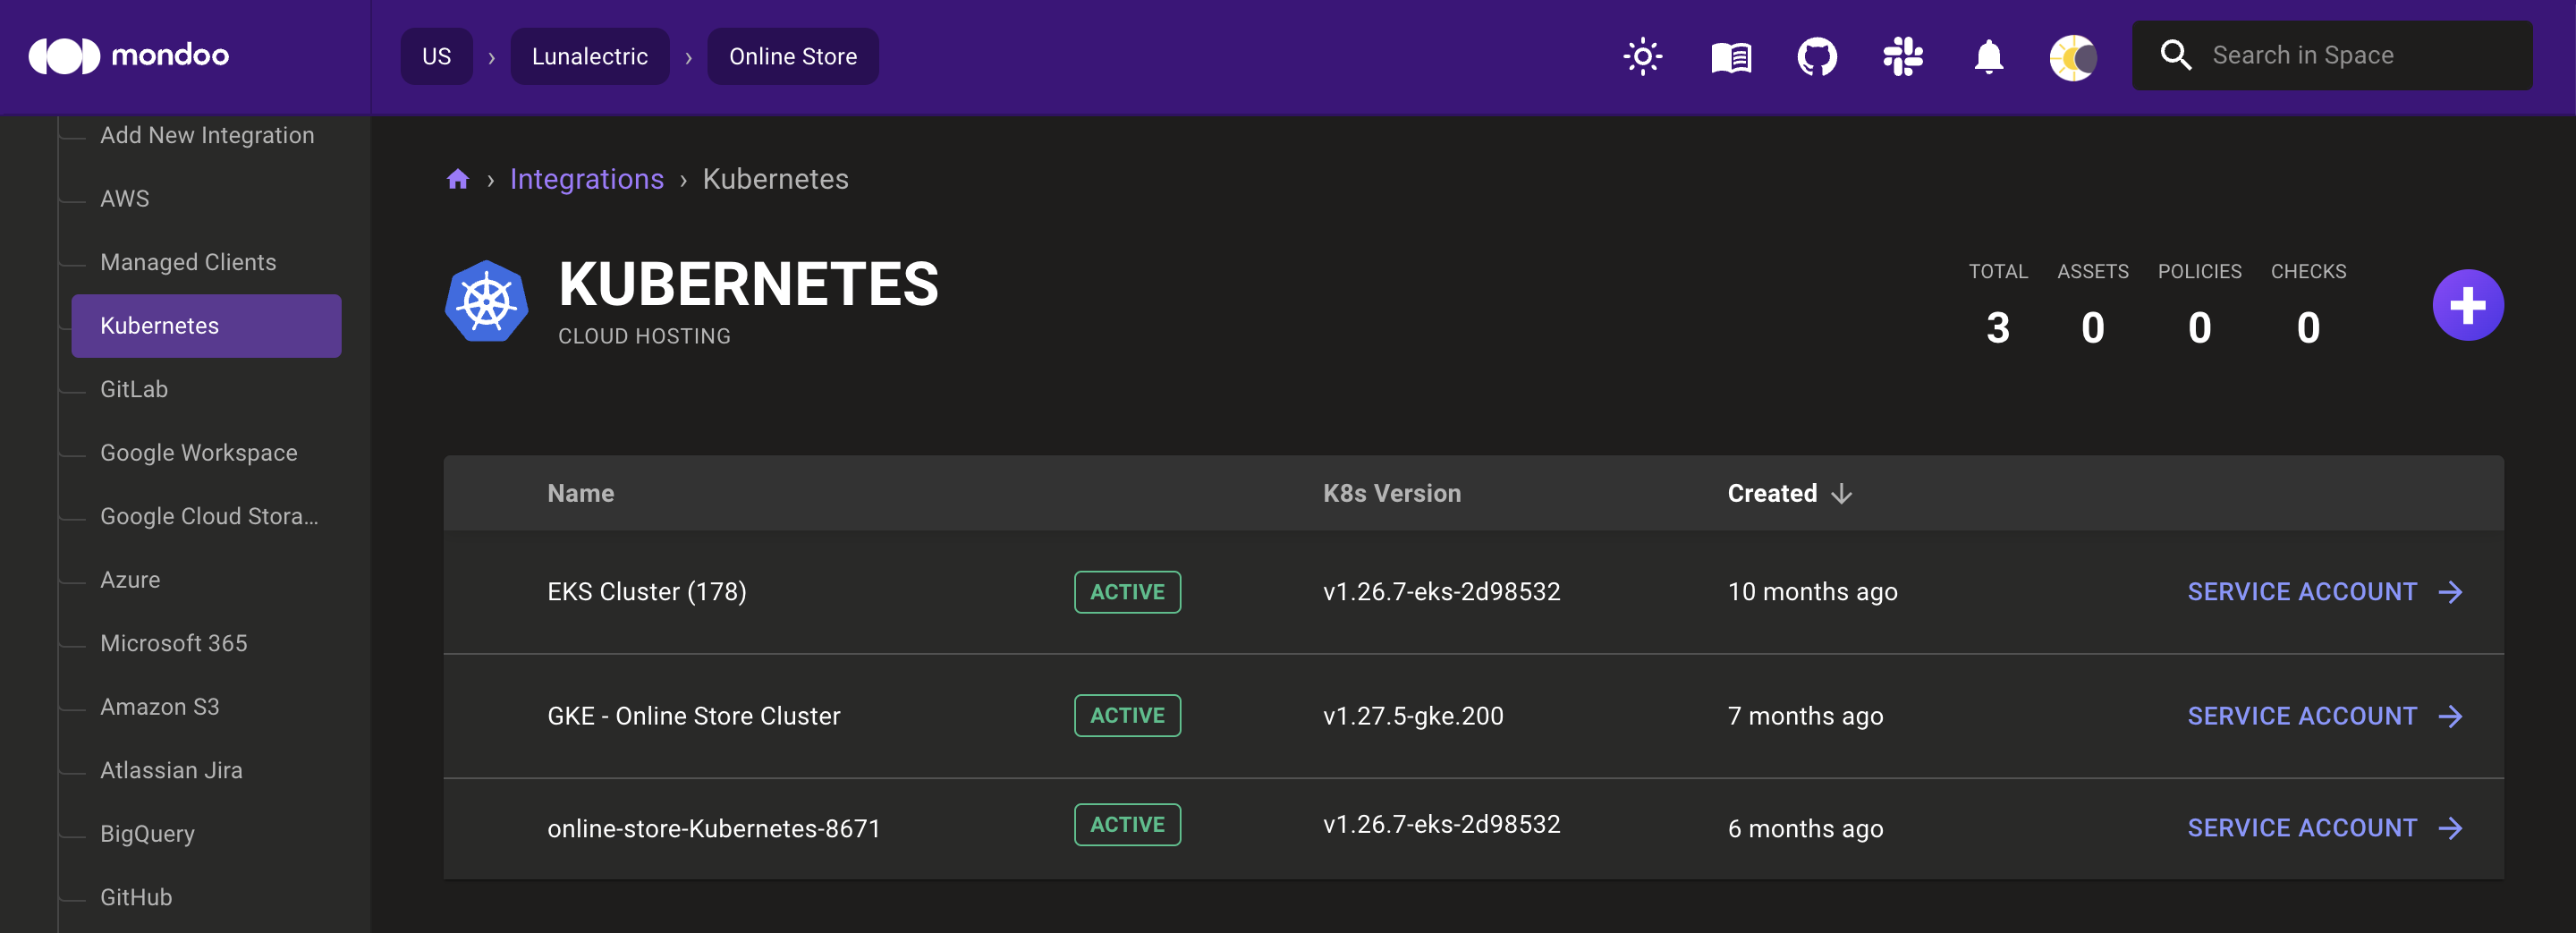 mondoo
US › Lunalectric › Online Store
Search in Space
Add New Integration
AWS
Managed Clients
Kubernetes
GitLab
Google Workspace
Google Cloud Stora...
Azure
Microsoft 365
Amazon S3
Atlassian Jira
BigQuery
GitHub
› Integrations › Kubernetes
KUBERNETES
CLOUD HOSTING
TOTAL ASSETS POLICIES CHECKS
3 0 0 0
Name K8s Version Created
EKS Cluster (178) ACTIVE v1.26.7-eks-2d98532 10 months ago SERVICE ACCOUNT
GKE - Online Store Cluster ACTIVE v1.27.5-gke.200 7 months ago SERVICE ACCOUNT
online-store-Kubernetes-8671 ACTIVE v1.26.7-eks-2d98532 6 months ago SERVICE ACCOUNT